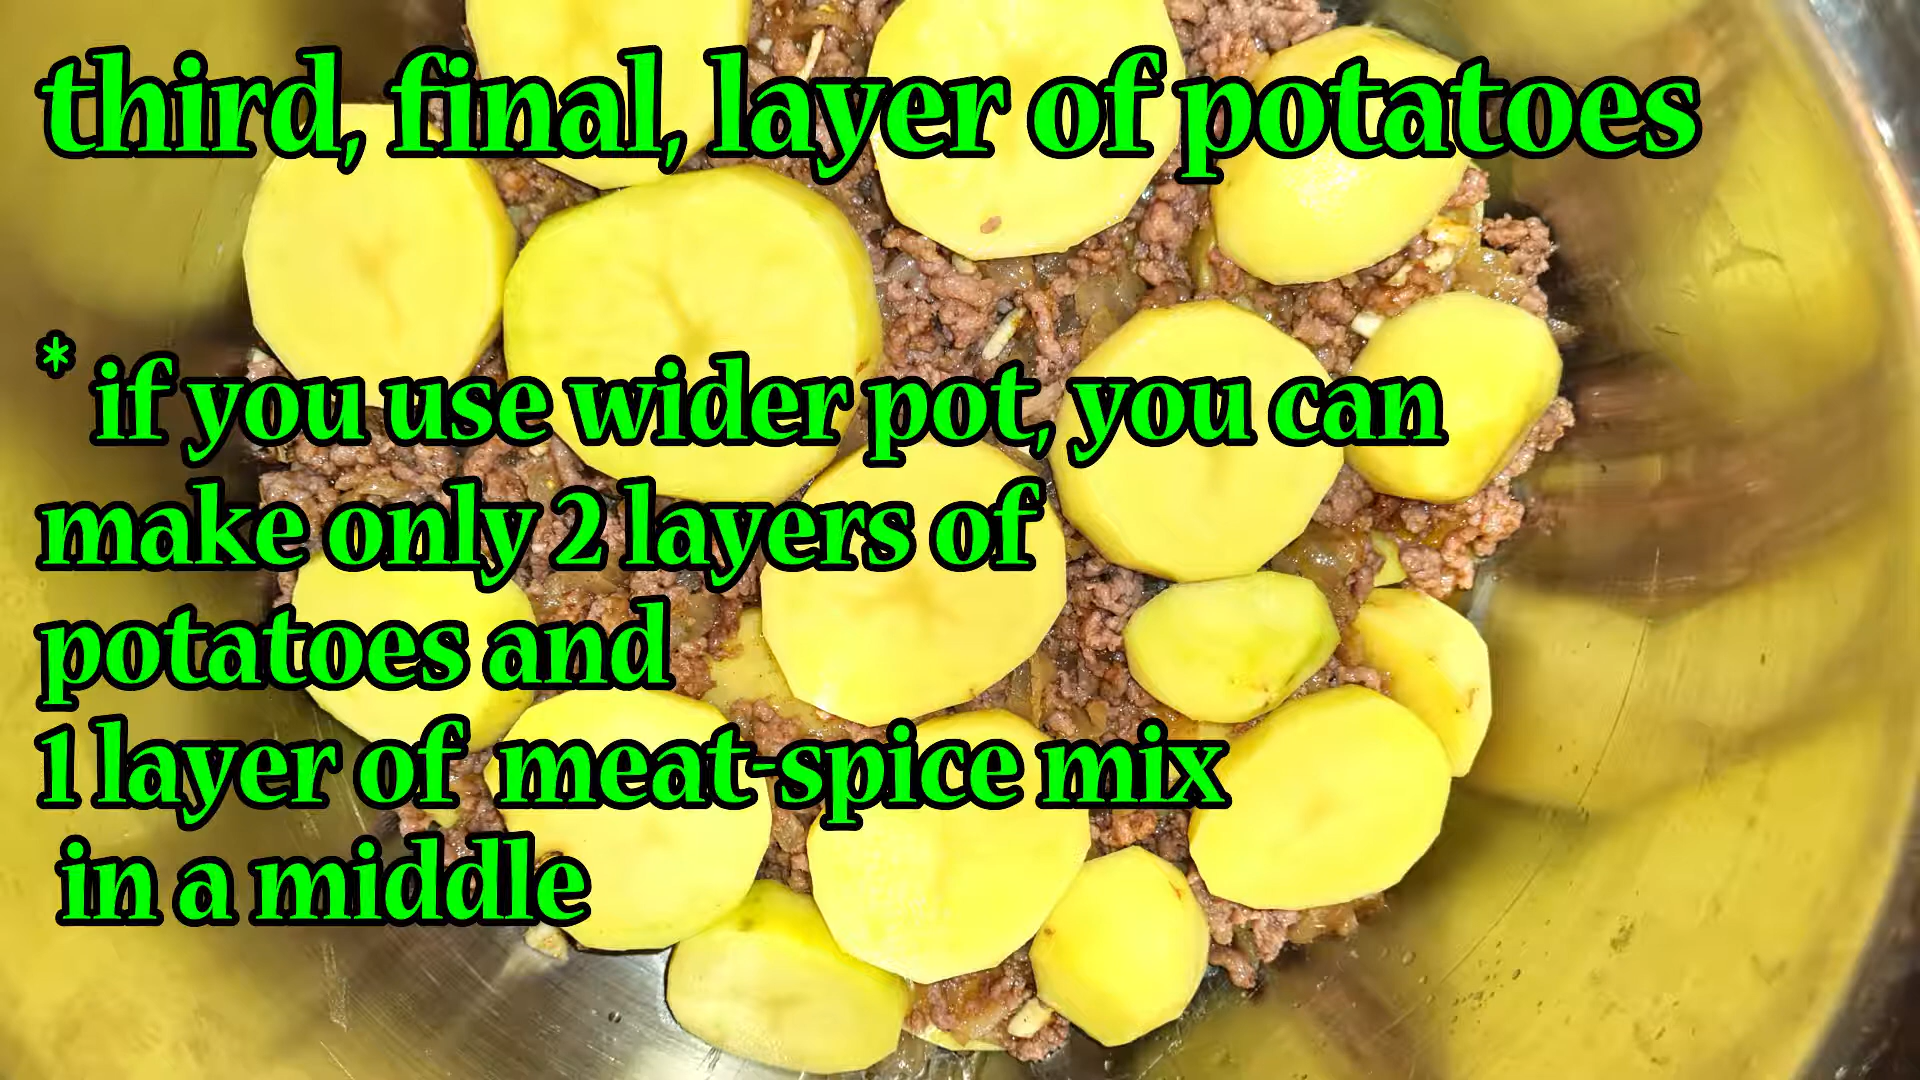 third, final, layer of potatoes
* if you use wider pot, you can
make only 2 layers of
potatoes and
1 layer of meat-spice mix
in a middle